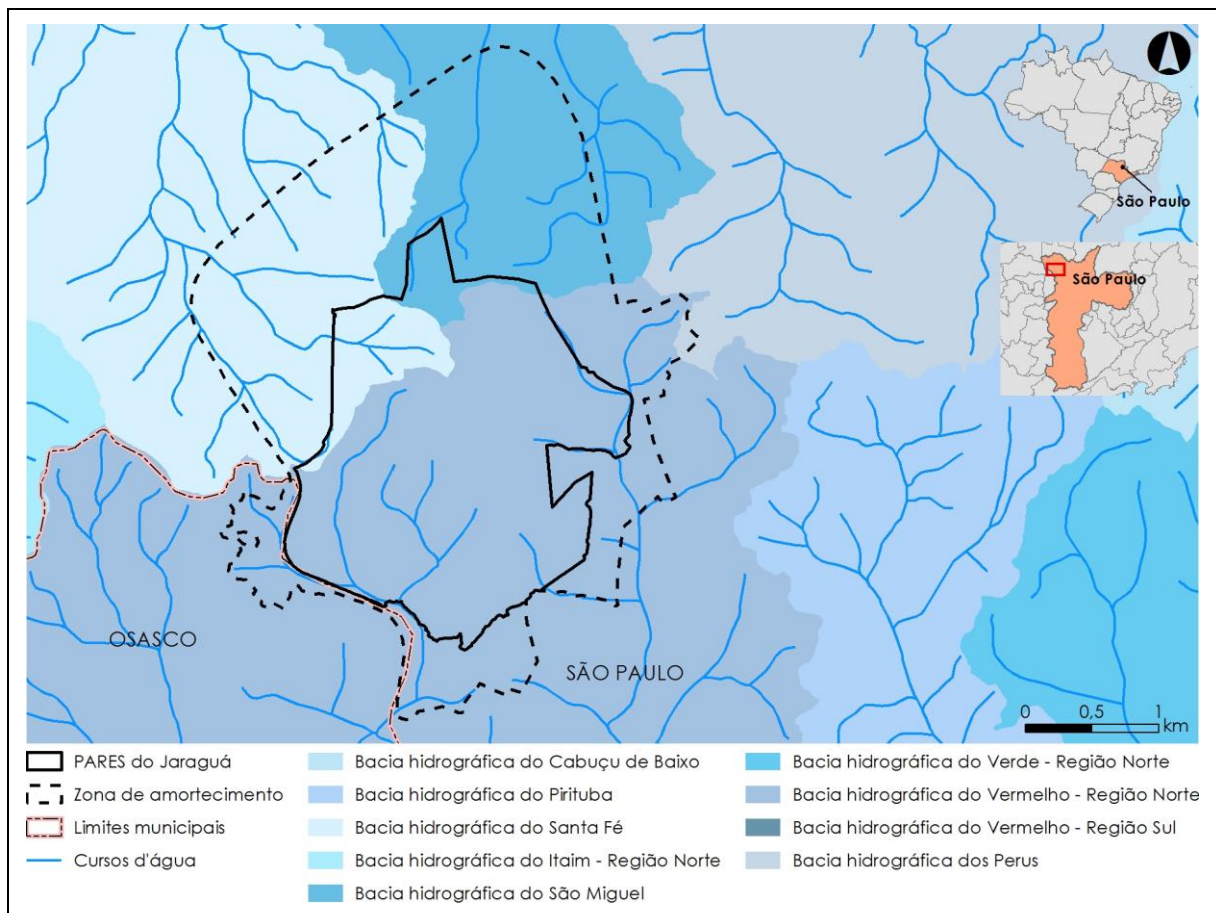 São Paulo
São Paulo
OSASCO
SÃO PAULO
0 0,5 1
km
PARES do Jaraguá
Zona de amortecimento
Limites municipais
Cursos d'água
Bacia hidrográfica do Cabuçu de Baixo
Bacia hidrográfica do Pirituba
Bacia hidrográfica do Santa Fé
Bacia hidrográfica do Itaim - Região Norte
Bacia hidrográfica do São Miguel
Bacia hidrográfica do Verde - Região Norte
Bacia hidrográfica do Vermelho - Região Norte
Bacia hidrográfica do Vermelho - Região Sul
Bacia hidrográfica dos Perus